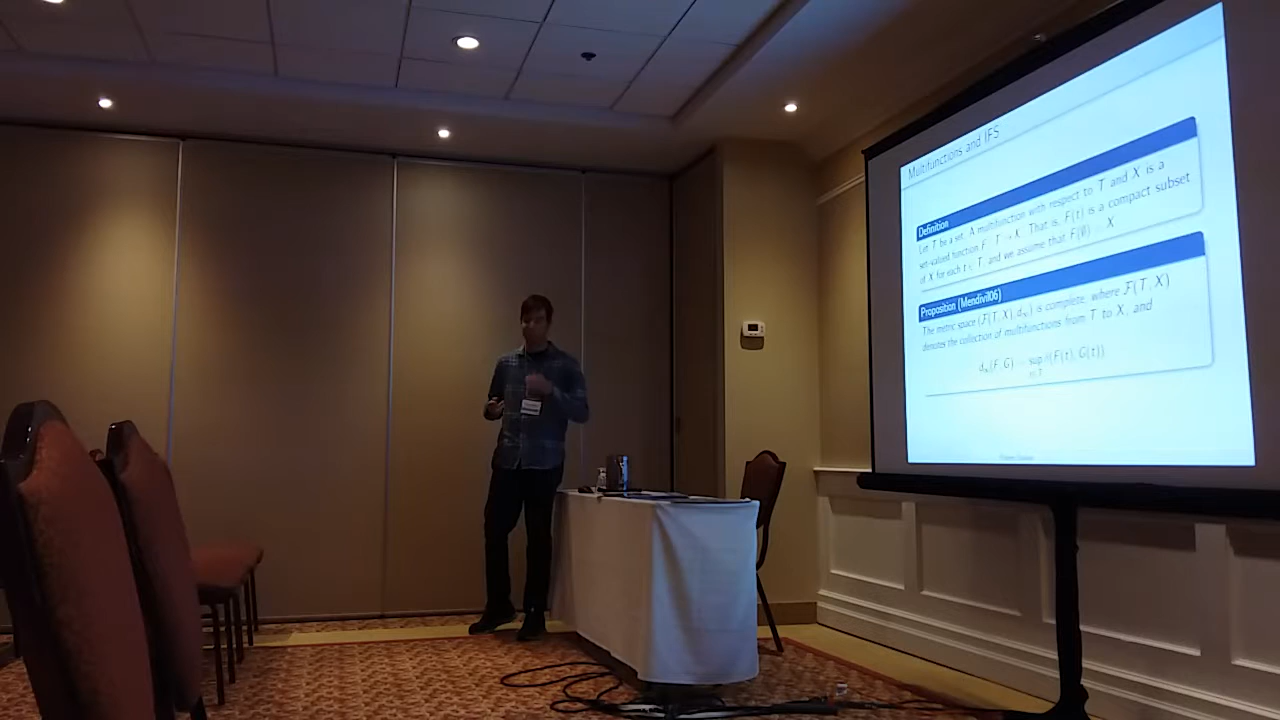 Multifunctions and IFS
Definition
Let T be a set. A multifunction with respect to T and X is a
set-valued function F : T → K. That is, F(t) is a compact subset
of X for each t ∈ T, and we assume that F(∅) X
Proposition (Mendivil06)
The metric space (F(T, X), d∞) is complete, where F(T, X)
denotes the collection of multifunctions from T to X, and
d∞(F, G) sup (F(t), G(t))